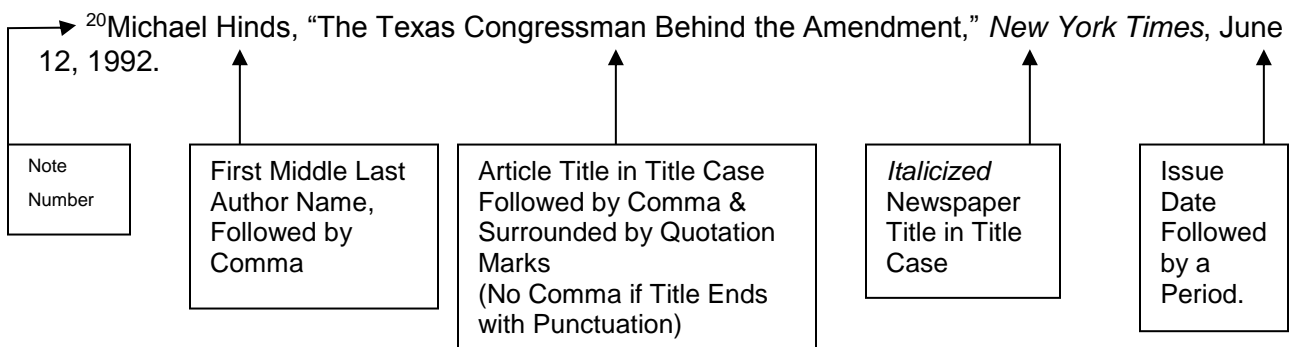 20Michael Hinds, “The Texas Congressman Behind the Amendment,” New York Times, June
12, 1992.
Note
Number
First Middle Last
Author Name,
Followed by
Comma
Article Title in Title Case
Followed by Comma &
Surrounded by Quotation
Marks
(No Comma if Title Ends
with Punctuation)
Italicized
Newspaper
Title in Title
Case
Issue
Date
Followed
by a
Period.